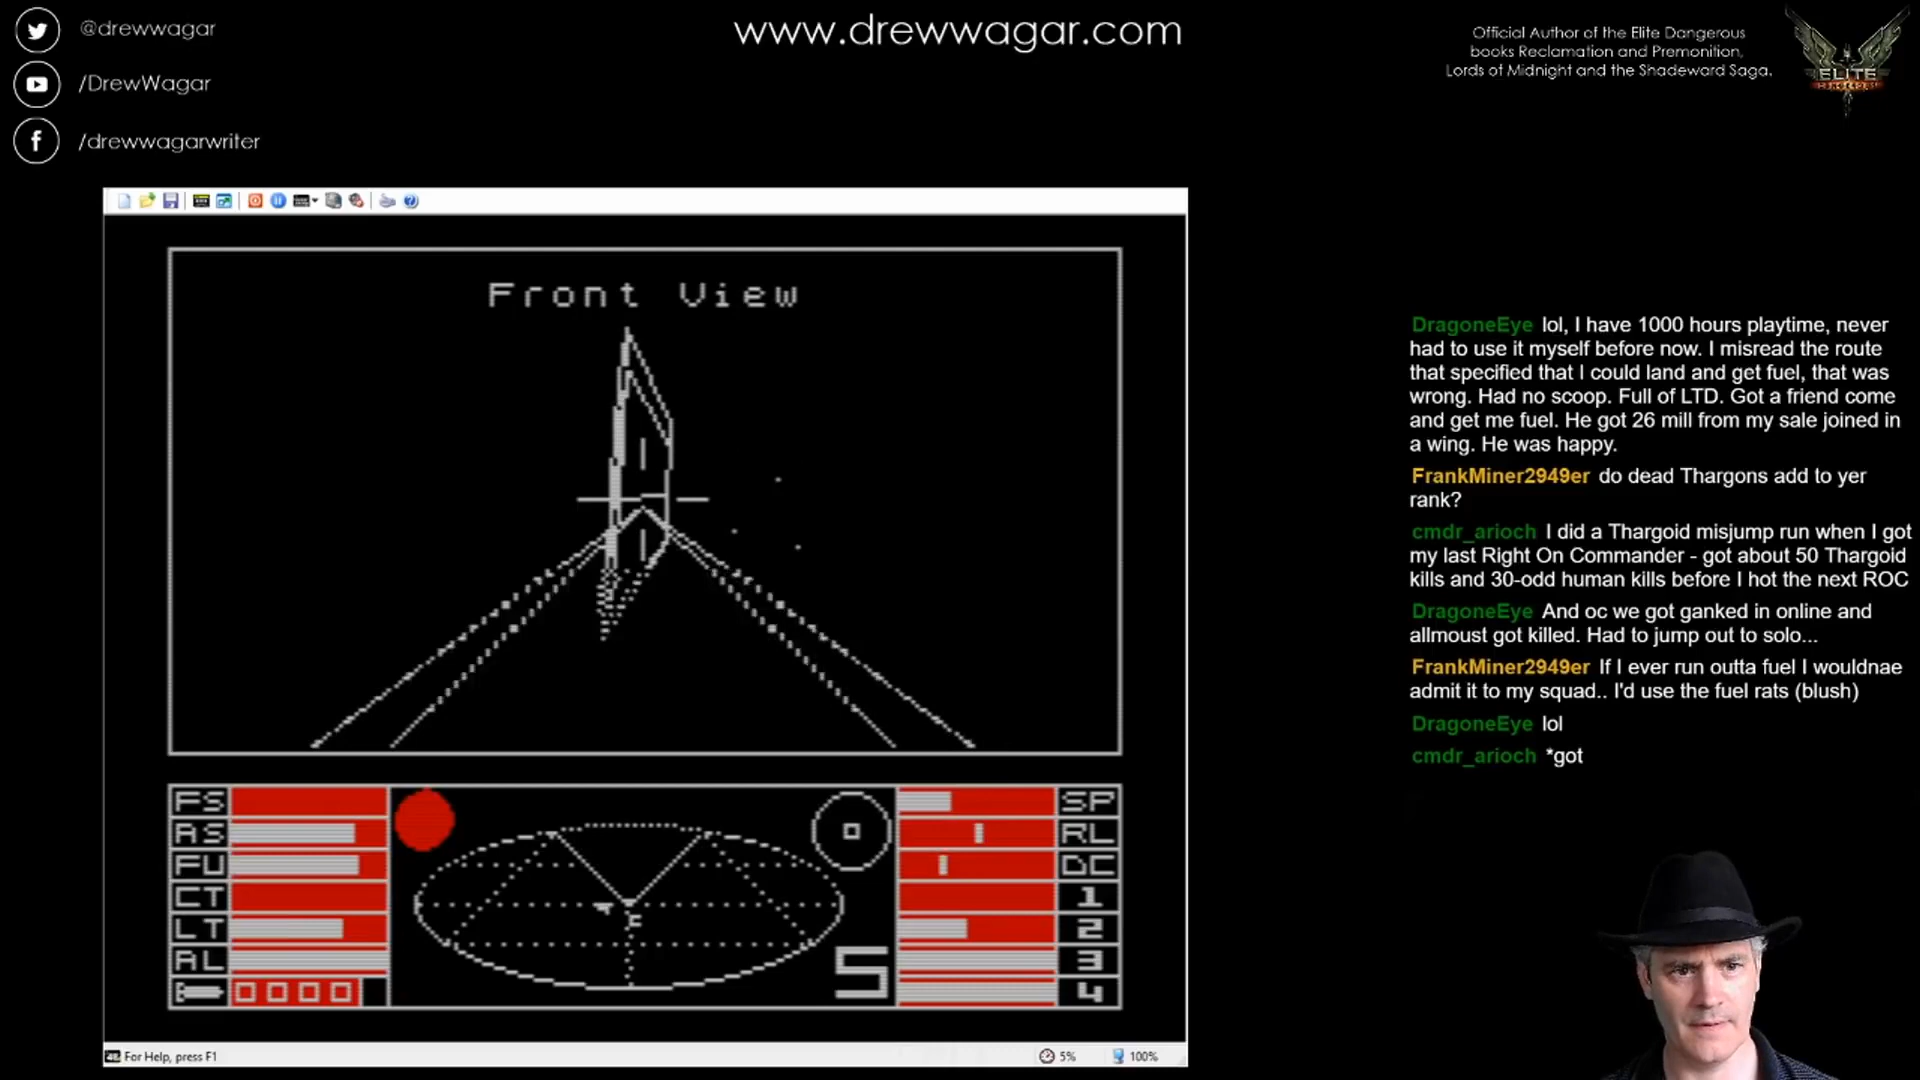 @drewwagar
/DrewWagar
/drewwagarwriter
www.drewwagar.com
Official Author of the Elite Dangerous
books Reclamation and Premonition,
Lords of Midnight and the Shadeward Saga.
ELITE
DANGEROUS
Front View
FS
AS
FU
CT
LT
AL
S
SP
RL
DC
1
2
3
4
For Help, press F1
5%
100%
DragoneEye lol, I have 1000 hours playtime, never
had to use it myself before now. I misread the route
that specified that I could land and get fuel, that was
wrong. Had no scoop. Full of LTD. Got a friend come
and get me fuel. He got 26 mill from my sale joined in
a wing. He was happy.
FrankMiner2949er do dead Thargons add to yer
rank?
cmdr_arioch I did a Thargoid misjump run when I got
my last Right On Commander - got about 50 Thargoid
kills and 30-odd human kills before I hot the next ROC
DragoneEye And oc we got ganked in online and
allmoust got killed. Had to jump out to solo...
FrankMiner2949er If I ever run outta fuel I wouldnae
admit it to my squad.. I'd use the fuel rats (blush)
DragoneEye lol
cmdr_arioch *got